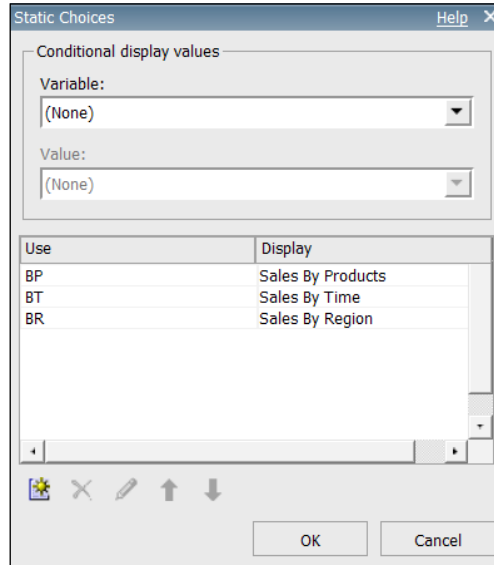 Static Choices Help
Conditional display values
Variable:
(None)
Value:
(None)
Use Display
BP Sales By Products
BT Sales By Time
BR Sales By Region
OK Cancel